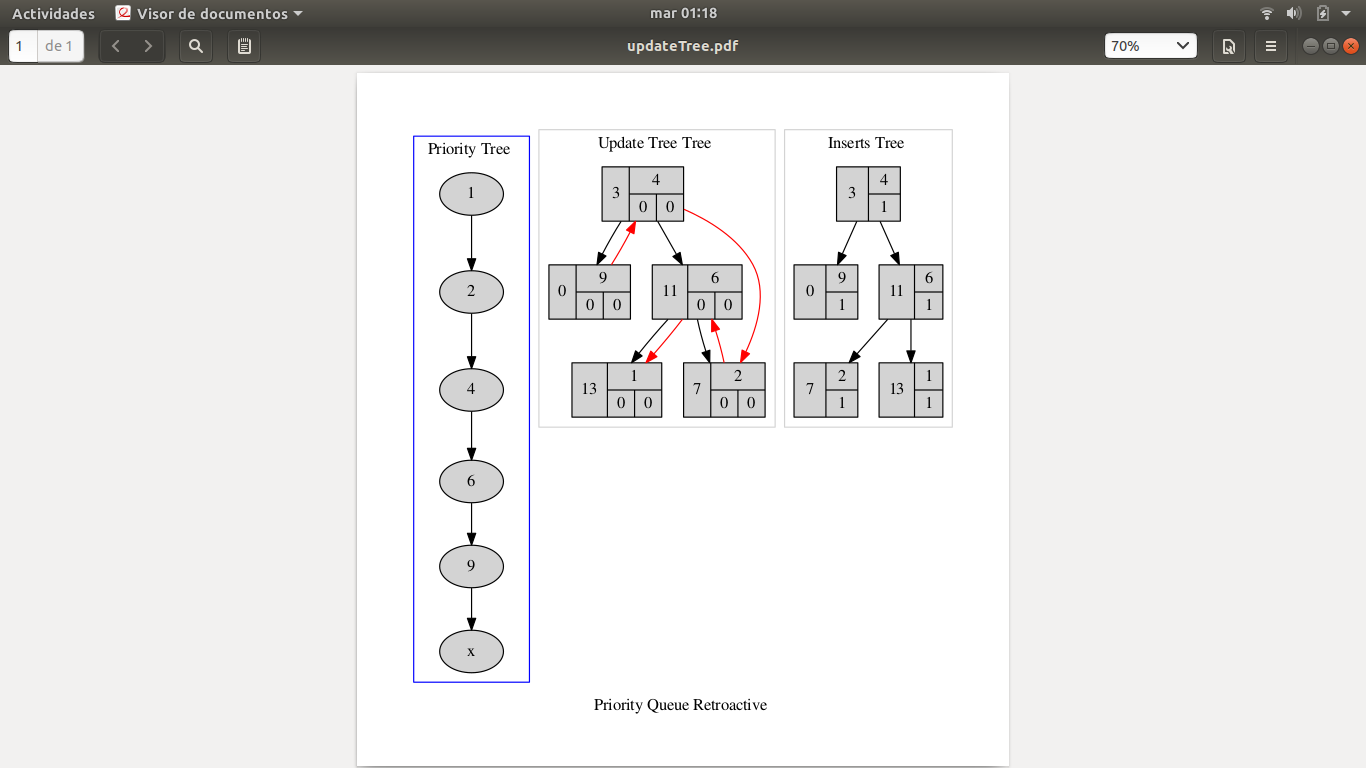 Actividades Visor de documentos mar 01:18
1 de 1 updateTree.pdf 70%
Priority Tree
1
2
4
6
9
x
Update Tree Tree
3 4 0 0
0 9 0 0
11 6 0 0
13 1 0 0
7 2 0 0
Inserts Tree
3 4 1
0 9 1
11 6 1
7 2 1
13 1 1
Priority Queue Retroactive